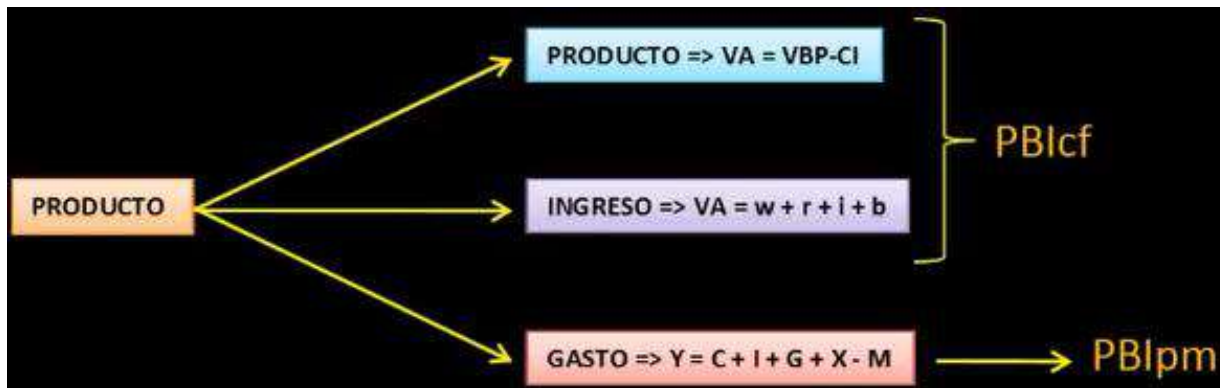 PRODUCTO => VA = VBP-CI
PBIcf
PRODUCTO
INGRESO => VA = w + r + i + b
GASTO => Y = C + I + G + X - M
PBIpm